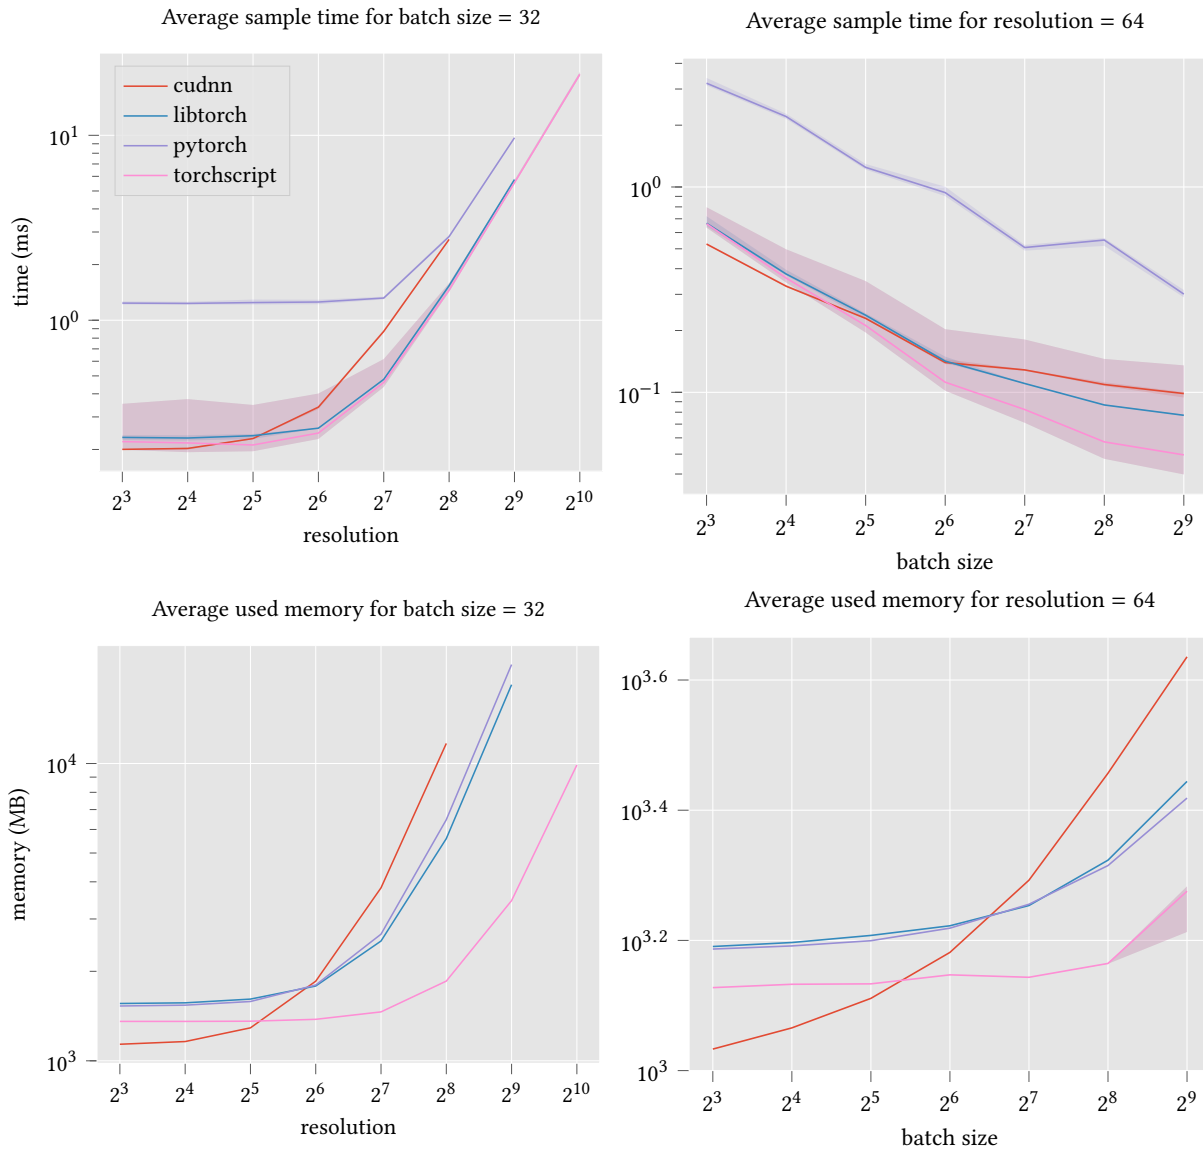 Average sample time for batch size = 32
cudnn
libtorch
pytorch
torchscript
10^1
10^0
time (ms)
2^3 2^4 2^5 2^6 2^7 2^8 2^9 2^10
resolution
Average sample time for resolution = 64
10^0
10^−1
2^3 2^4 2^5 2^6 2^7 2^8 2^9
batch size
Average used memory for batch size = 32
10^4
10^3
memory (MB)
2^3 2^4 2^5 2^6 2^7 2^8 2^9 2^10
resolution
Average used memory for resolution = 64
10^3.6
10^3.4
10^3.2
10^3
2^3 2^4 2^5 2^6 2^7 2^8 2^9
batch size